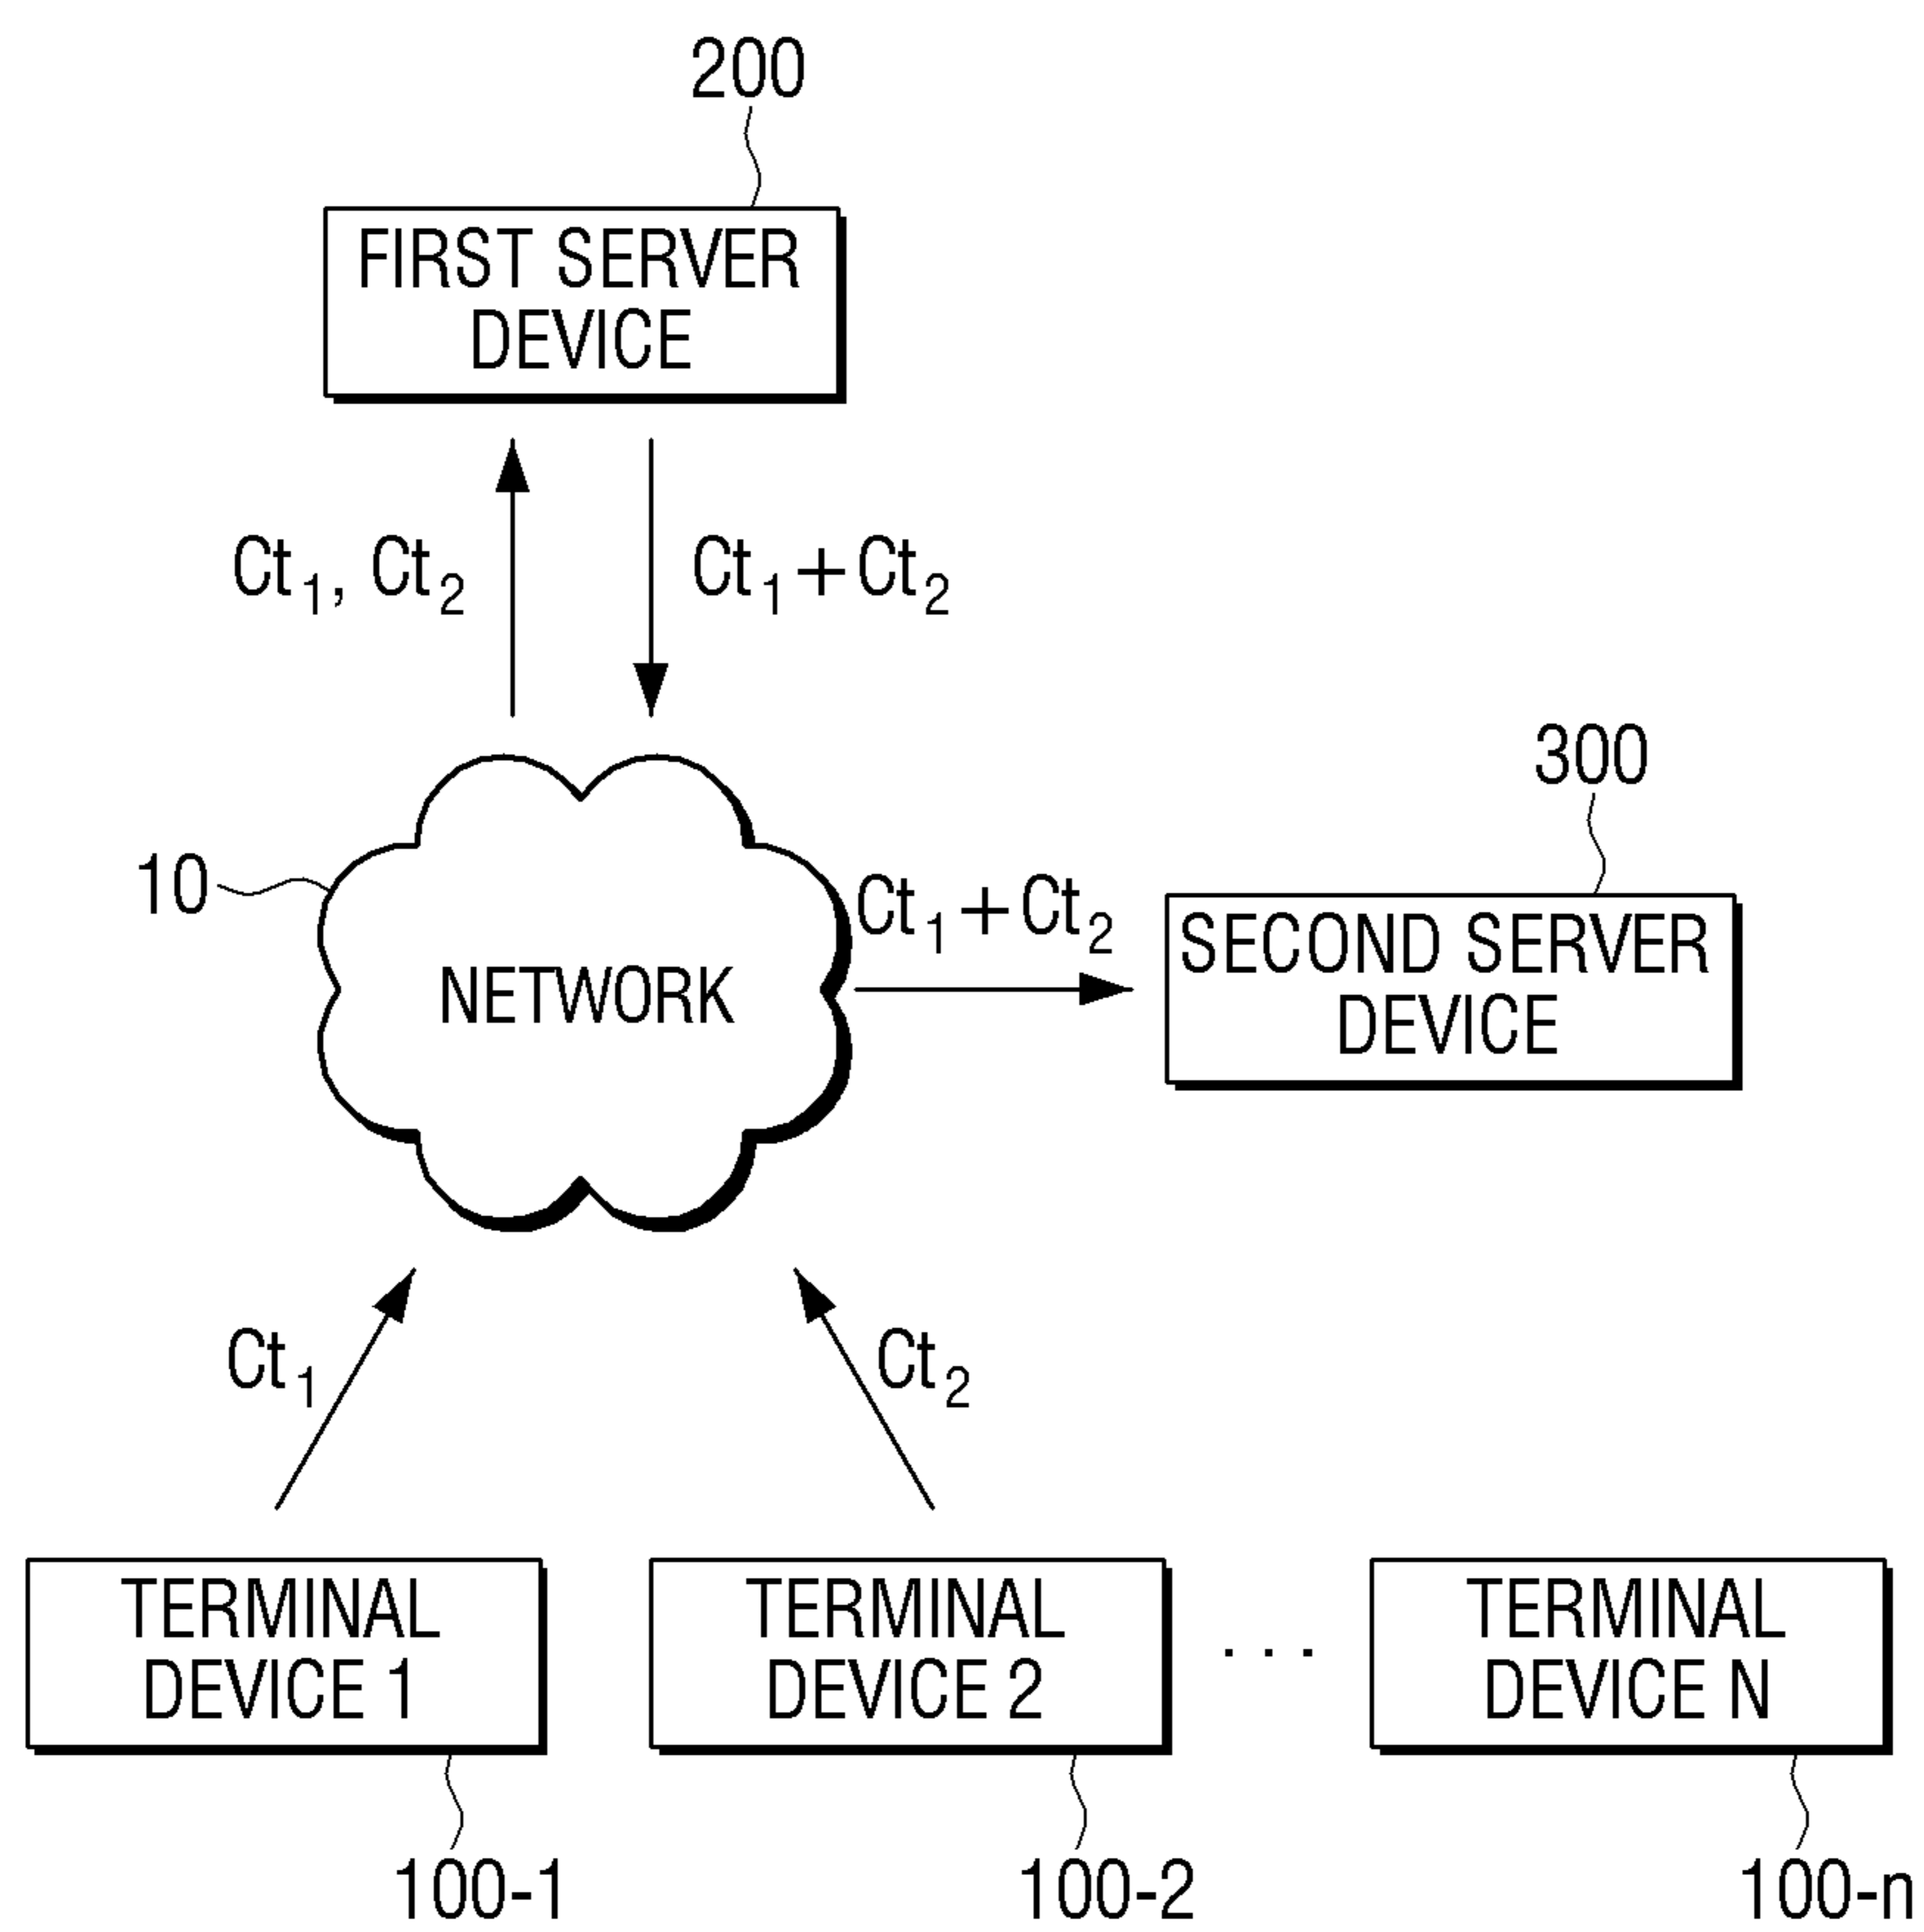 200
FIRST SERVER
DEVICE
Ct₁, Ct₂
Ct₁+Ct₂
300
10
Ct₁+Ct₂
SECOND SERVER
DEVICE
NETWORK
Ct₁
Ct₂
TERMINAL
DEVICE 1
TERMINAL
DEVICE 2
. . .
TERMINAL
DEVICE N
100-1
100-2
100-n